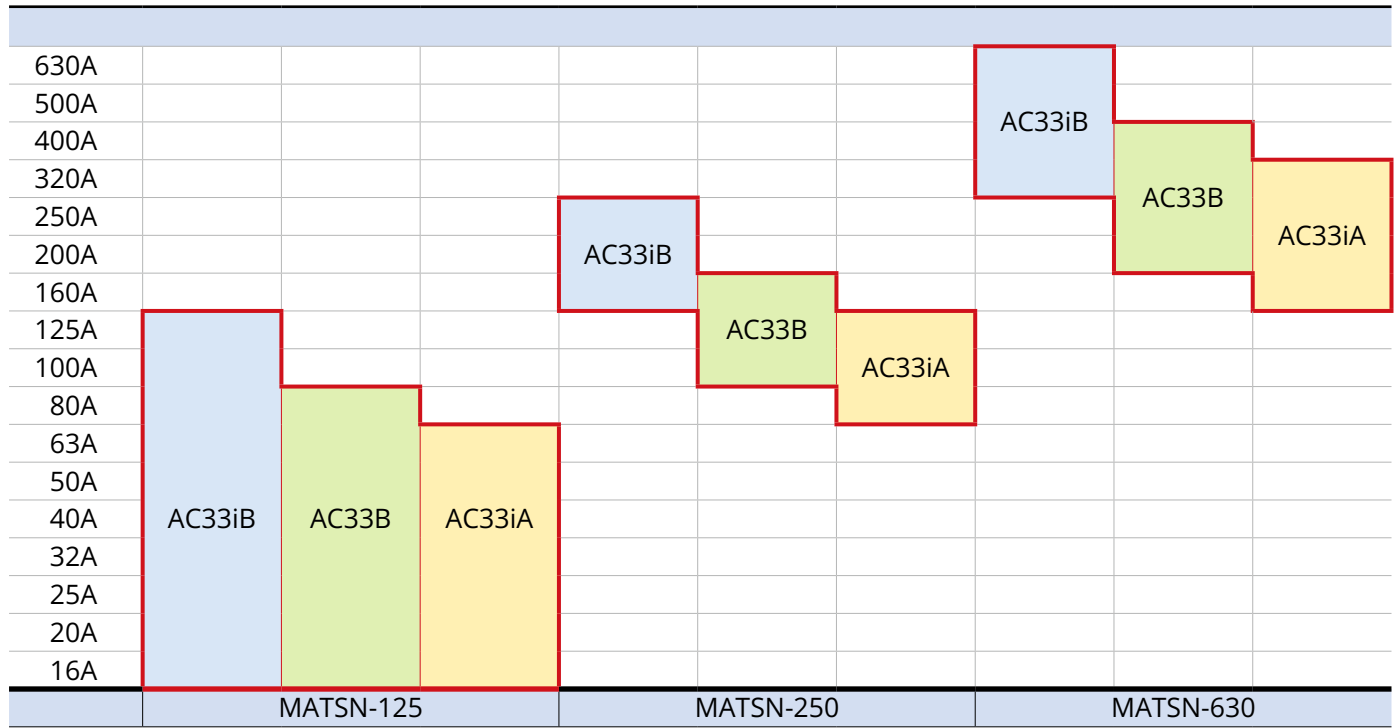 630A
500A
AC33iB
400A
320A
AC33B
250A
AC33iA
200A
AC33iB
160A
125A
AC33B
100A
AC33iA
80A
63A
50A
40A AC33iB AC33B AC33iA
32A
25A
20A
16A
MATSN-125 MATSN-250 MATSN-630